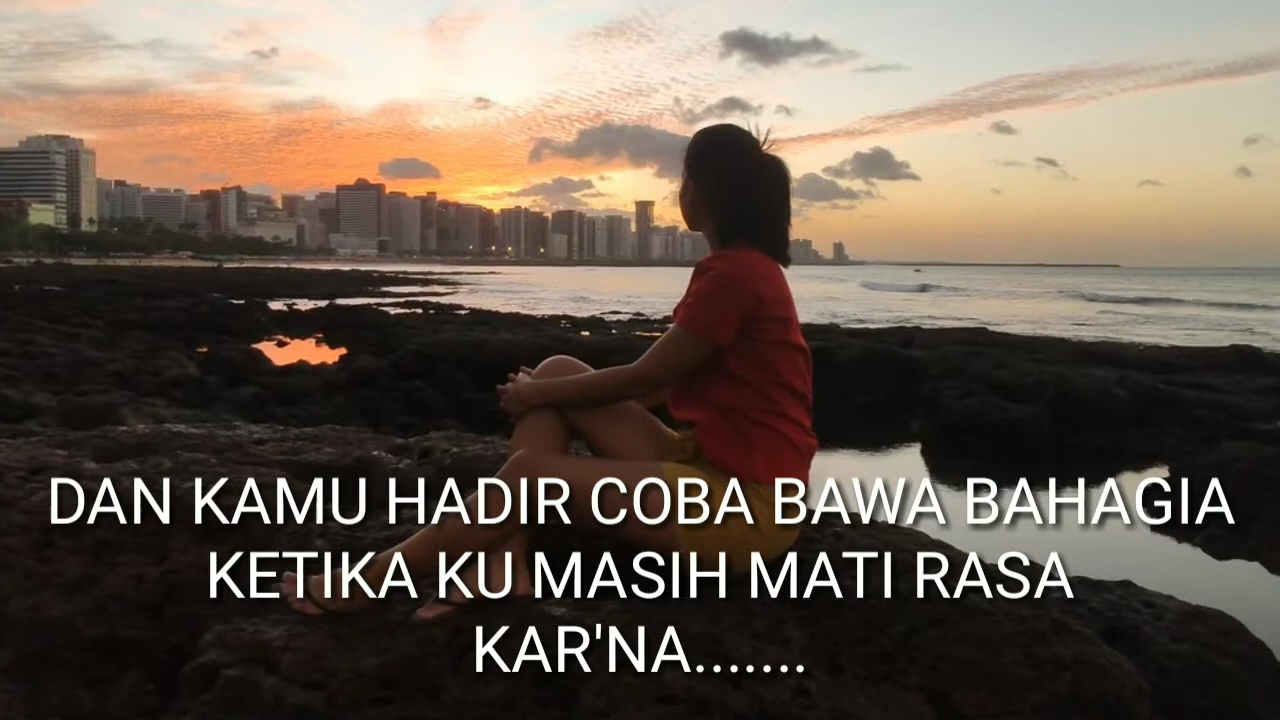 DAN KAMU HADIR COBA BAWA BAHAGIA
KETIKA KU MASIH MATI RASA
KAR'NA.......